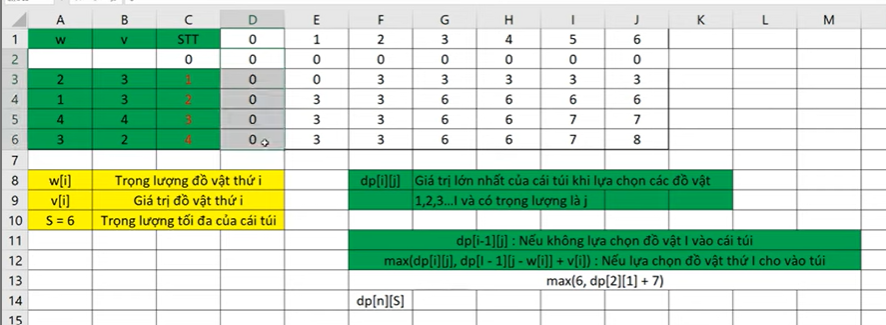 A B C D E F G H I J K L M
1 w v STT 0 1 2 3 4 5 6
2 0 0 0 0 0 0 0 0
3 2 3 1 0 0 3 3 3 3 3
4 1 3 2 0 3 3 6 6 6 6
5 4 4 3 0 3 3 6 6 7 7
6 3 2 4 0 3 3 6 6 7 8
7
8 w[i] Trọng lượng đồ vật thứ i dp[i][j] Giá trị lớn nhất của cái túi khi lựa chọn các đồ vật
9 v[i] Giá trị đồ vật thứ i 1,2,3...I và có trọng lượng là j
10 S = 6 Trọng lượng tối đa của cái túi
11 dp[i-1][j] : Nếu không lựa chọn đồ vật I vào cái túi
12 max(dp[i][j], dp[I - 1][j - w[i]] + v[i]) : Nếu lựa chọn đồ vật thứ I cho vào túi
13 max(6, dp[2][1] + 7)
14 dp[n][S]
15